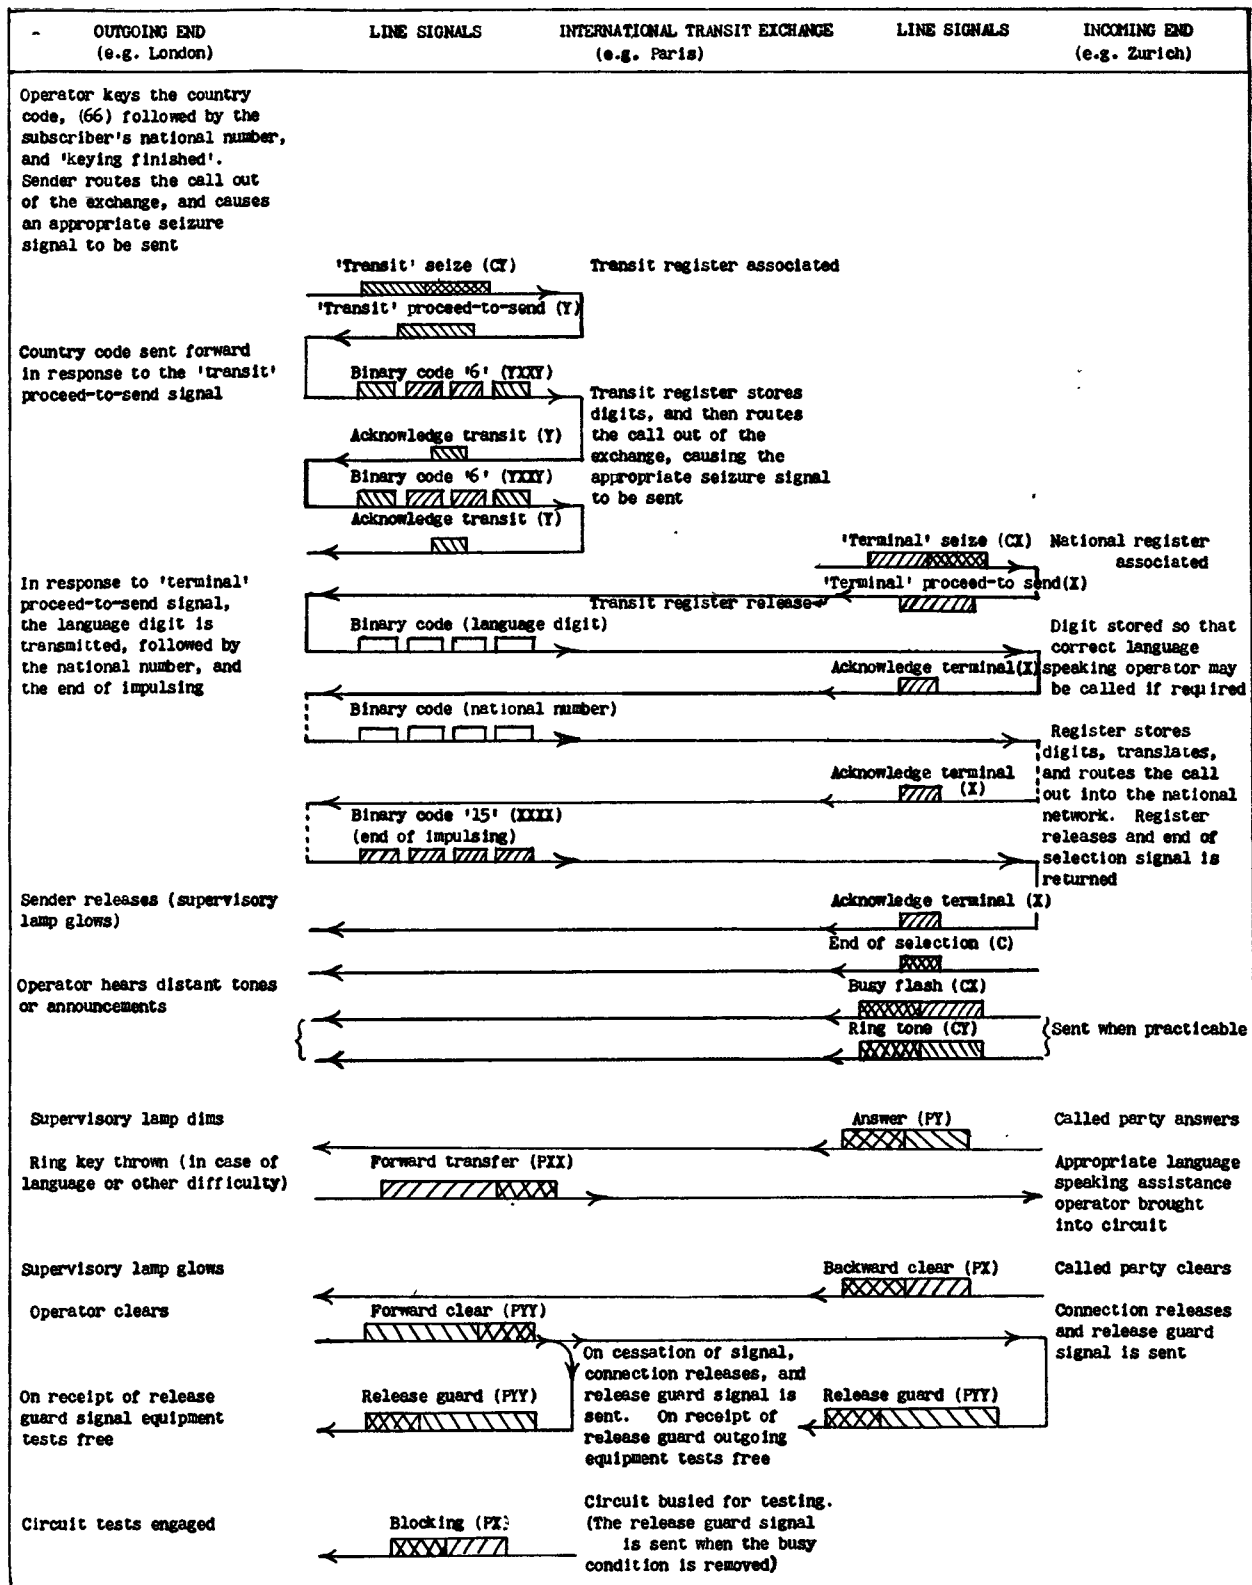 OUTGOING END
(e.g. London)
LINE SIGNALS
INTERNATIONAL TRANSIT EXCHANGE
(e.g. Paris)
LINE SIGNALS
INCOMING END
(e.g. Zurich)
Operator keys the country
code, (66) followed by the
subscriber's national number,
and 'keying finished'.
Sender routes the call out
of the exchange, and causes
an appropriate seizure
signal to be sent
'Transit' seize (CY)
Transit register associated
'Transit' proceed-to-send (Y)
Country code sent forward
in response to the 'transit'
proceed-to-send signal
Binary code '6' (YXXY)
Transit register stores
digits, and then routes
the call out of the
exchange, causing the
appropriate seizure signal
to be sent
Acknowledge transit (Y)
Binary code '6' (YXXY)
Acknowledge transit (Y)
'Terminal' seize (CX)
National register
associated
'Terminal' proceed-to send(X)
Transit register release
In response to 'terminal'
proceed-to-send signal,
the language digit is
transmitted, followed by
the national number, and
the end of impulsing
Binary code (language digit)
Digit stored so that
correct language
speaking operator may
be called if required
Acknowledge terminal(X)
Binary code (national number)
Register stores
digits, translates,
and routes the call
out into the national
network. Register
releases and end of
selection signal is
returned
Acknowledge terminal
(X)
Binary code '15' (XXXX)
(end of impulsing)
Sender releases (supervisory
lamp glows)
Acknowledge terminal (X)
End of selection (C)
Operator hears distant tones
or announcements
Busy flash (CX)
Ring tone (CY)
Sent when practicable
Supervisory lamp dims
Answer (PY)
Called party answers
Ring key thrown (in case of
language or other difficulty)
Forward transfer (PXX)
Appropriate language
speaking assistance
operator brought
into circuit
Supervisory lamp glows
Backward clear (PX)
Called party clears
Operator clears
Forward clear (PYY)
Connection releases
and release guard
signal is sent
On cessation of signal,
connection releases, and
release guard signal is
sent. On receipt of
release guard outgoing
equipment tests free
On receipt of release
guard signal equipment
tests free
Release guard (PYY)
Release guard (PYY)
Circuit tests engaged
Blocking (PX)
Circuit busied for testing.
(The release guard signal
is sent when the busy
condition is removed)